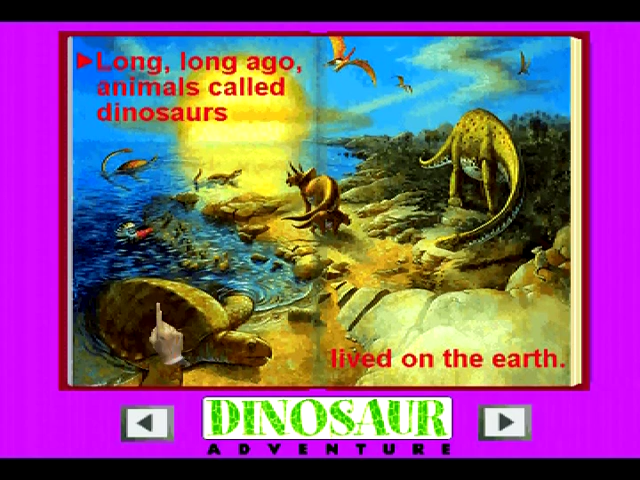 Long, long ago,
animals called
dinosaurs
lived on the earth.
DINOSAUR
ADVENTURE